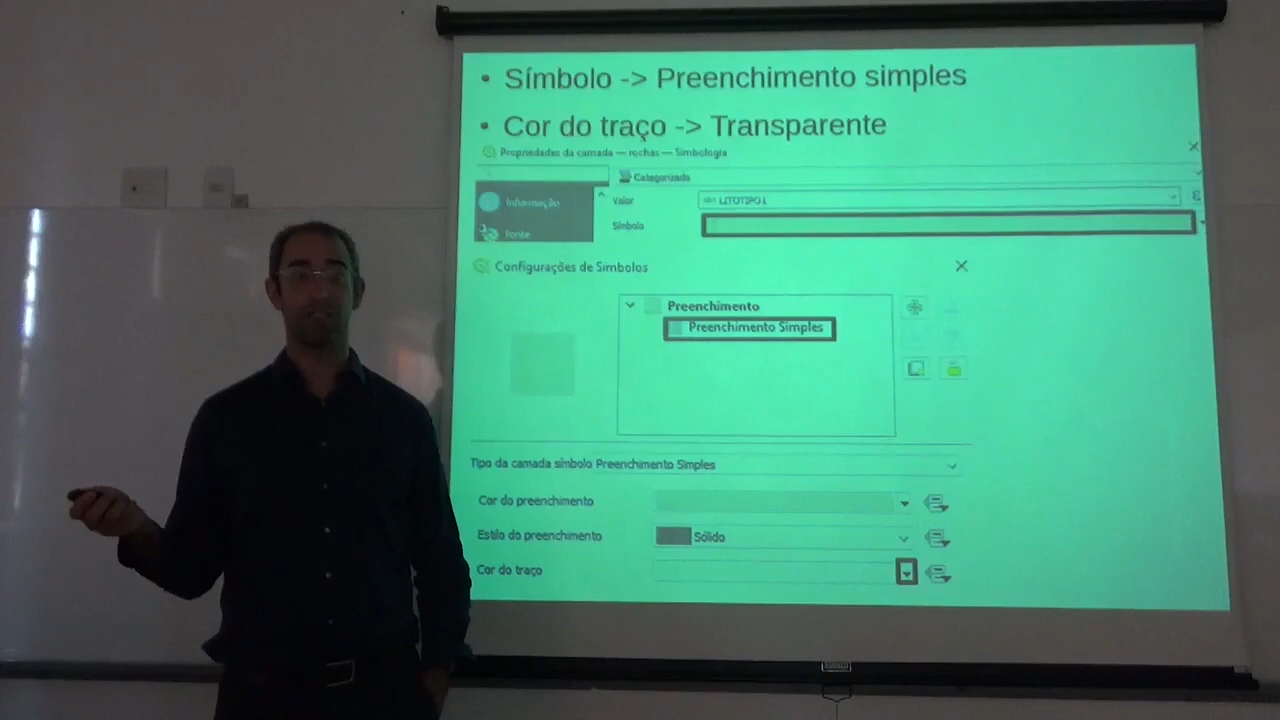 • Símbolo -> Preenchimento simples
• Cor do traço -> Transparente
Propriedades da camada — rochas — Simbologia
Categorizado
Informação
Valor
abc LITOTIPO1
ε
fonte
Símbolo
Configurações de Símbolos
Preenchimento
Preenchimento Simples
Tipo da camada símbolo Preenchimento Simples
Cor do preenchimento
Estilo do preenchimento
Sólido
Cor do traço